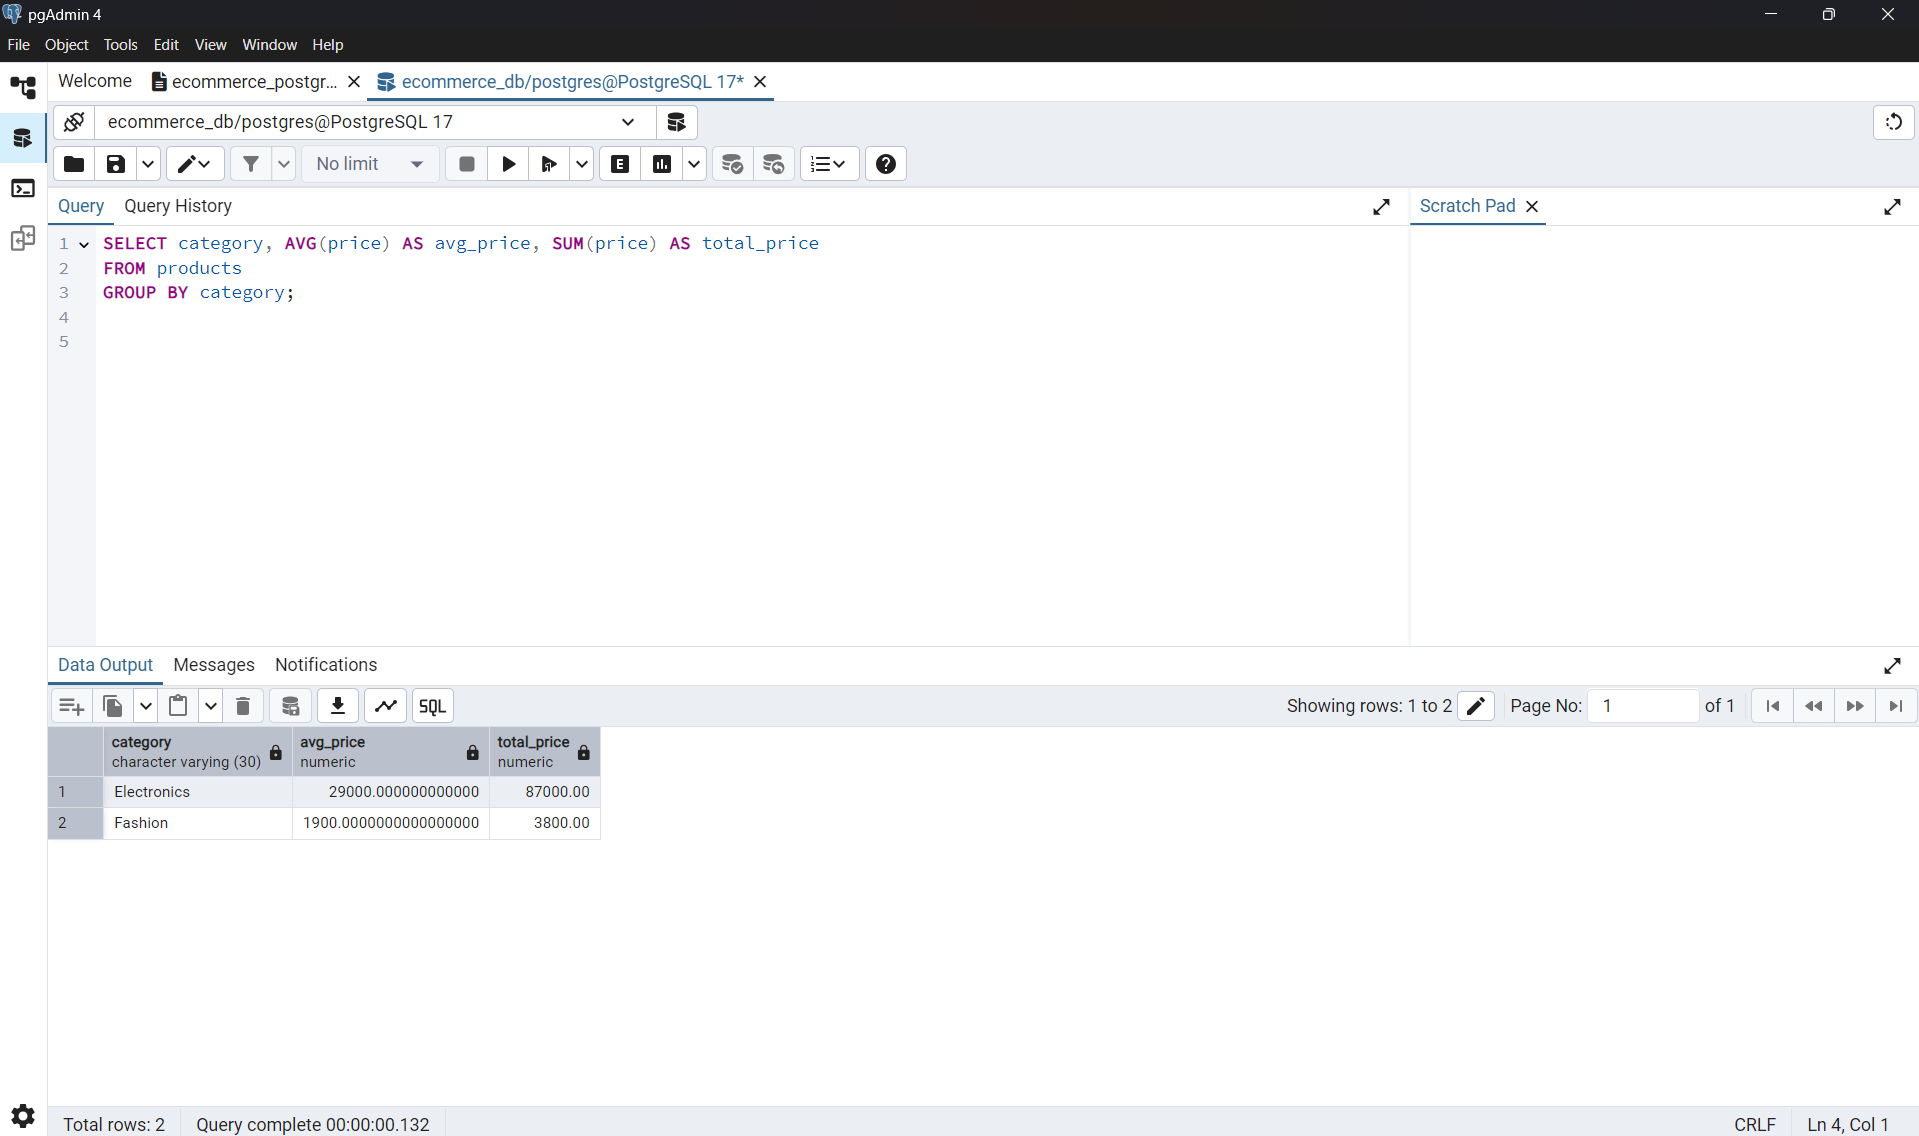 pgAdmin 4
File Object Tools Edit View Window Help
Welcome ecommerce_postgr... ecommerce_db/postgres@PostgreSQL 17*
ecommerce_db/postgres@PostgreSQL 17
No limit E
Query Query History Scratch Pad
1 SELECT category, AVG(price) AS avg_price, SUM(price) AS total_price
2 FROM products
3 GROUP BY category;
4
5
Data Output Messages Notifications
SQL Showing rows: 1 to 2 Page No: 1 of 1
category avg_price total_price
character varying (30) numeric numeric
1 Electronics 29000.000000000000 87000.00
2 Fashion 1900.0000000000000000 3800.00
Total rows: 2 Query complete 00:00:00.132 CRLF Ln 4, Col 1